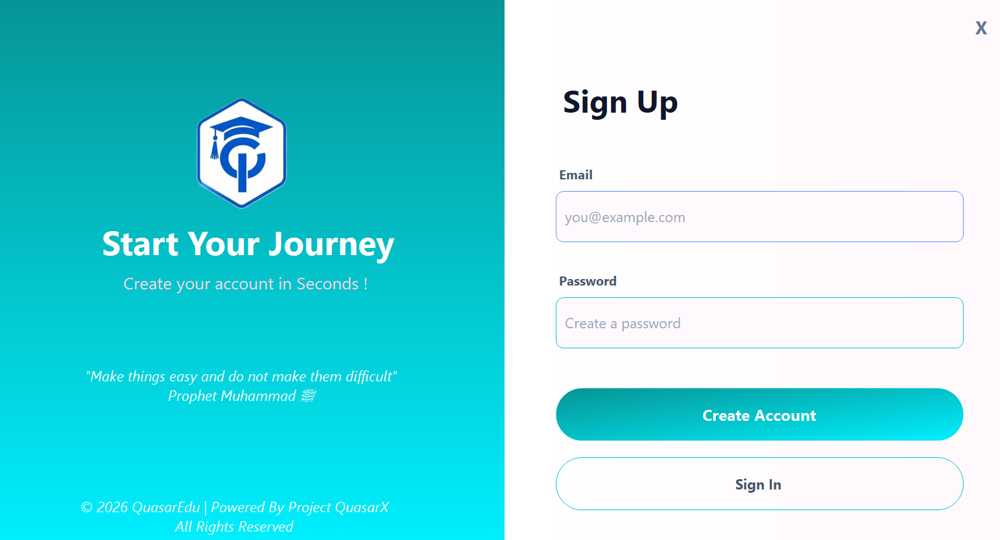 Start Your Journey
Create your account in Seconds !
"Make things easy and do not make them difficult"
Prophet Muhammad ﷺ
© 2026 QuasarEdu | Powered By Project QuasarX
All Rights Reserved
X
Sign Up
Email
you@example.com
Password
Create a password
Create Account
Sign In